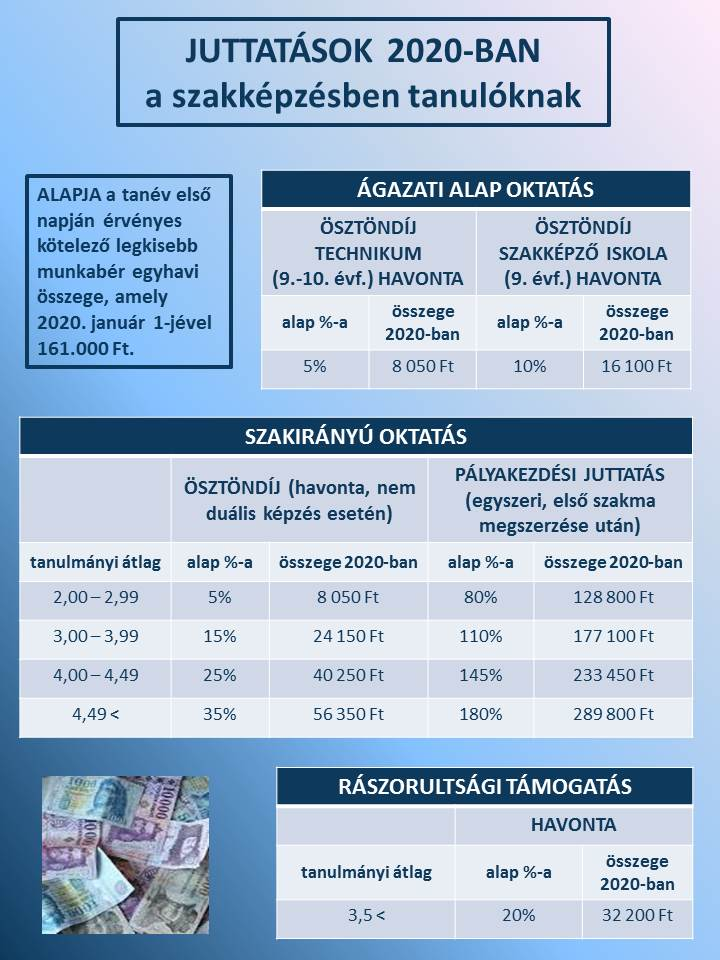 JUTTATÁSOK 2020-BAN
a szakképzésben tanulóknak
ALAPJA a tanév első
napján érvényes
kötelező legkisebb
munkabér egyhavi
összege, amely
2020. január 1-jével
161.000 Ft.
ÁGAZATI ALAP OKTATÁS
ÖSZTÖNDÍJ
TECHNIKUM
(9.-10. évf.) HAVONTA
ÖSZTÖNDÍJ
SZAKKÉPZŐ ISKOLA
(9. évf.) HAVONTA
alap %-a
összege
2020-ban
alap %-a
összege
2020-ban
5% 8 050 Ft 10% 16 100 Ft
SZAKIRÁNYÚ OKTATÁS
ÖSZTÖNDÍJ (havonta, nem
duális képzés esetén)
PÁLYAKEZDÉSI JUTTATÁS
(egyszeri, első szakma
megszerzése után)
tanulmányi átlag alap %-a összege 2020-ban alap %-a összege 2020-ban
2,00 – 2,99 5% 8 050 Ft 80% 128 800 Ft
3,00 – 3,99 15% 24 150 Ft 110% 177 100 Ft
4,00 – 4,49 25% 40 250 Ft 145% 233 450 Ft
4,49 < 35% 56 350 Ft 180% 289 800 Ft
RÁSZORULTSÁGI TÁMOGATÁS
HAVONTA
tanulmányi átlag alap %-a
összege
2020-ban
3,5 < 20% 32 200 Ft